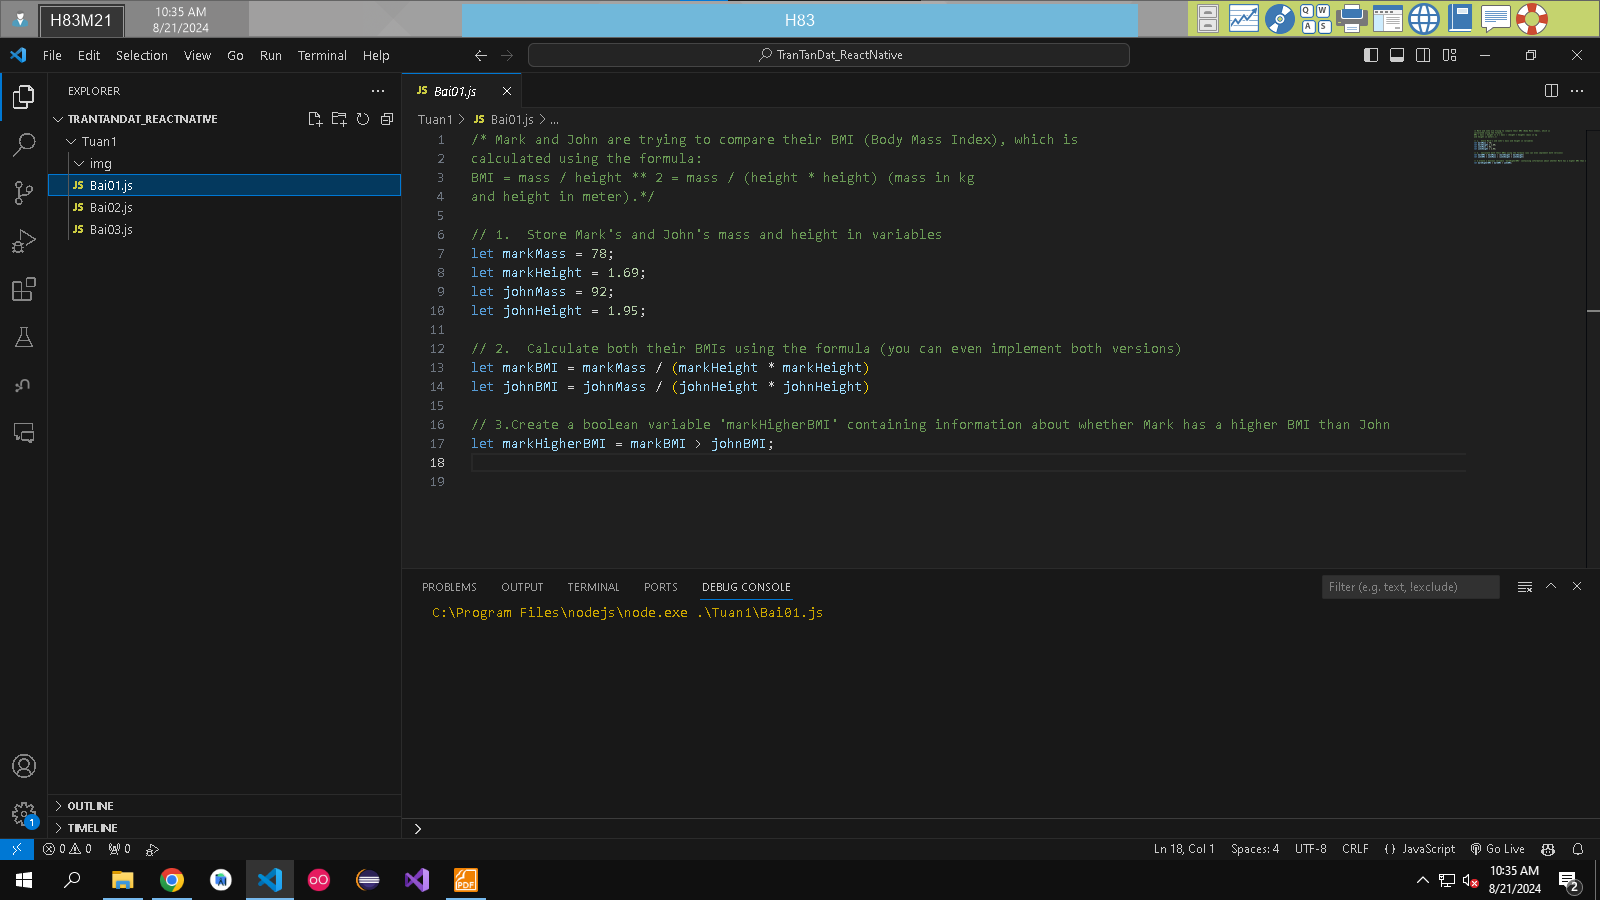 H83M21
10:35 AM
8/21/2024
H83
Q W
A S
File Edit Selection View Go Run Terminal Help
TranTanDat_ReactNative
EXPLORER
TRANTANDAT_REACTNATIVE
Tuan1
img
JS Bai01.js
JS Bai02.js
JS Bai03.js
OUTLINE
TIMELINE
JS Bai01.js
Tuan1 > JS Bai01.js > ...
1 /* Mark and John are trying to compare their BMI (Body Mass Index), which is
2 calculated using the formula:
3 BMI = mass / height ** 2 = mass / (height * height) (mass in kg
4 and height in meter).*/
5
6 // 1.  Store Mark's and John's mass and height in variables
7 let markMass = 78;
8 let markHeight = 1.69;
9 let johnMass = 92;
10 let johnHeight = 1.95;
11
12 // 2.  Calculate both their BMIs using the formula (you can even implement both versions)
13 let markBMI = markMass / (markHeight * markHeight)
14 let johnBMI = johnMass / (johnHeight * johnHeight)
15
16 // 3.Create a boolean variable 'markHigherBMI' containing information about whether Mark has a higher BMI than John
17 let markHigherBMI = markBMI > johnBMI;
18
19
PROBLEMS OUTPUT TERMINAL PORTS DEBUG CONSOLE
Filter (e.g. text, !exclude)
C:\Program Files\nodejs\node.exe .\Tuan1\Bai01.js
1
0 0 0
Ln 18, Col 1 Spaces: 4 UTF-8 CRLF {} JavaScript Go Live
PDF
10:35 AM
8/21/2024
2